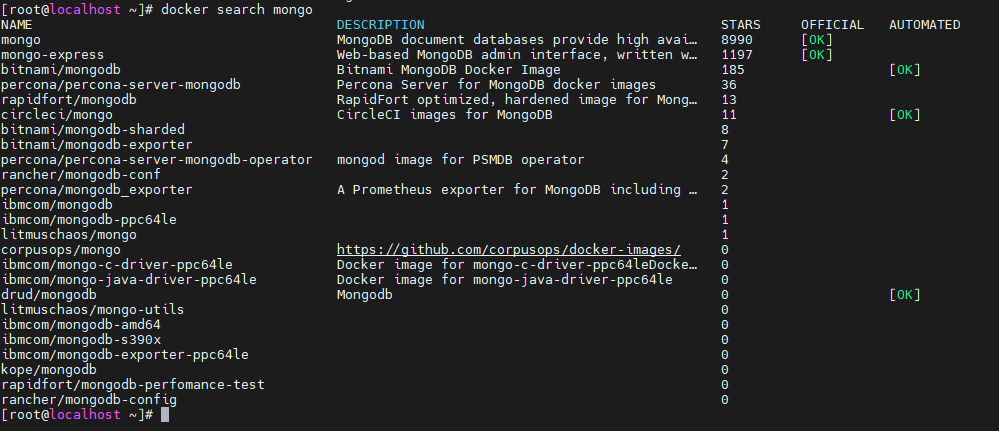 [root@localhost ~]# docker search mongo
NAME DESCRIPTION STARS OFFICIAL AUTOMATED
mongo MongoDB document databases provide high avai… 8990 [OK]
mongo-express Web-based MongoDB admin interface, written w… 1197 [OK]
bitnami/mongodb Bitnami MongoDB Docker Image 185 [OK]
percona/percona-server-mongodb Percona Server for MongoDB docker images 36
rapidfort/mongodb RapidFort optimized, hardened image for Mong… 13
circleci/mongo CircleCI images for MongoDB 11 [OK]
bitnami/mongodb-sharded 8
bitnami/mongodb-exporter 7
percona/percona-server-mongodb-operator mongod image for PSMDB operator 4
rancher/mongodb-conf 2
percona/mongodb_exporter A Prometheus exporter for MongoDB including … 2
ibmcom/mongodb 1
ibmcom/mongodb-ppc64le 1
litmuschaos/mongo 1
corpusops/mongo https://github.com/corpusops/docker-images/ 0
ibmcom/mongo-c-driver-ppc64le Docker image for mongo-c-driver-ppc64leDocke… 0
ibmcom/mongo-java-driver-ppc64le Docker image for mongo-java-driver-ppc64le 0
drud/mongodb Mongodb 0 [OK]
litmuschaos/mongo-utils 0
ibmcom/mongodb-amd64 0
ibmcom/mongodb-s390x 0
ibmcom/mongodb-exporter-ppc64le 0
kope/mongodb 0
rapidfort/mongodb-perfomance-test 0
rancher/mongodb-config 0
[root@localhost ~]#